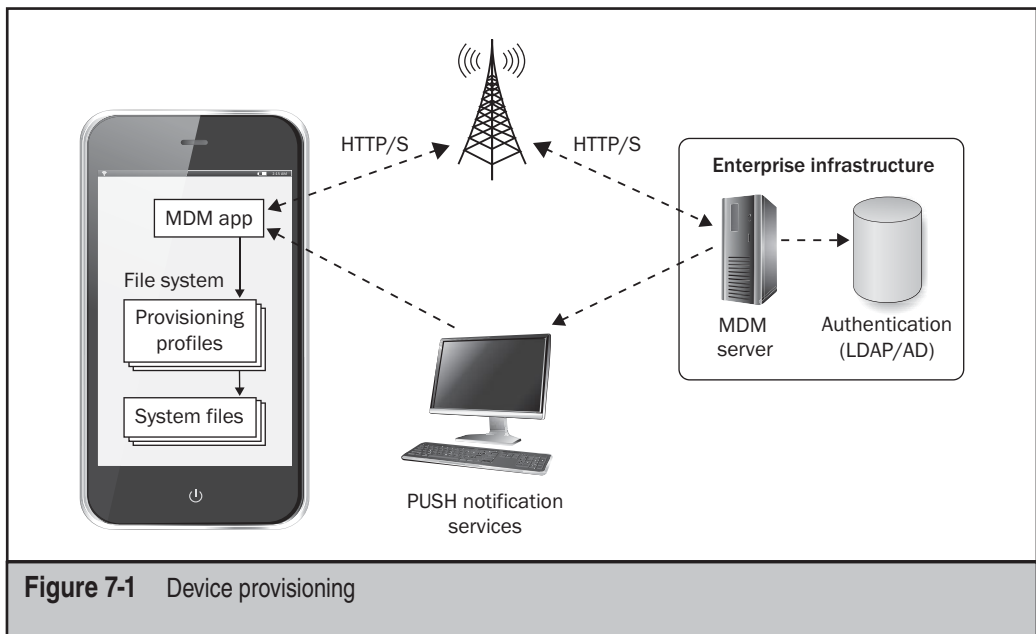 HTTP/S
HTTP/S
Enterprise infrastructure
MDM app
File system
Provisioning
profiles
System files
MDM
server
Authentication
(LDAP/AD)
PUSH notification
services
Figure 7-1 Device provisioning